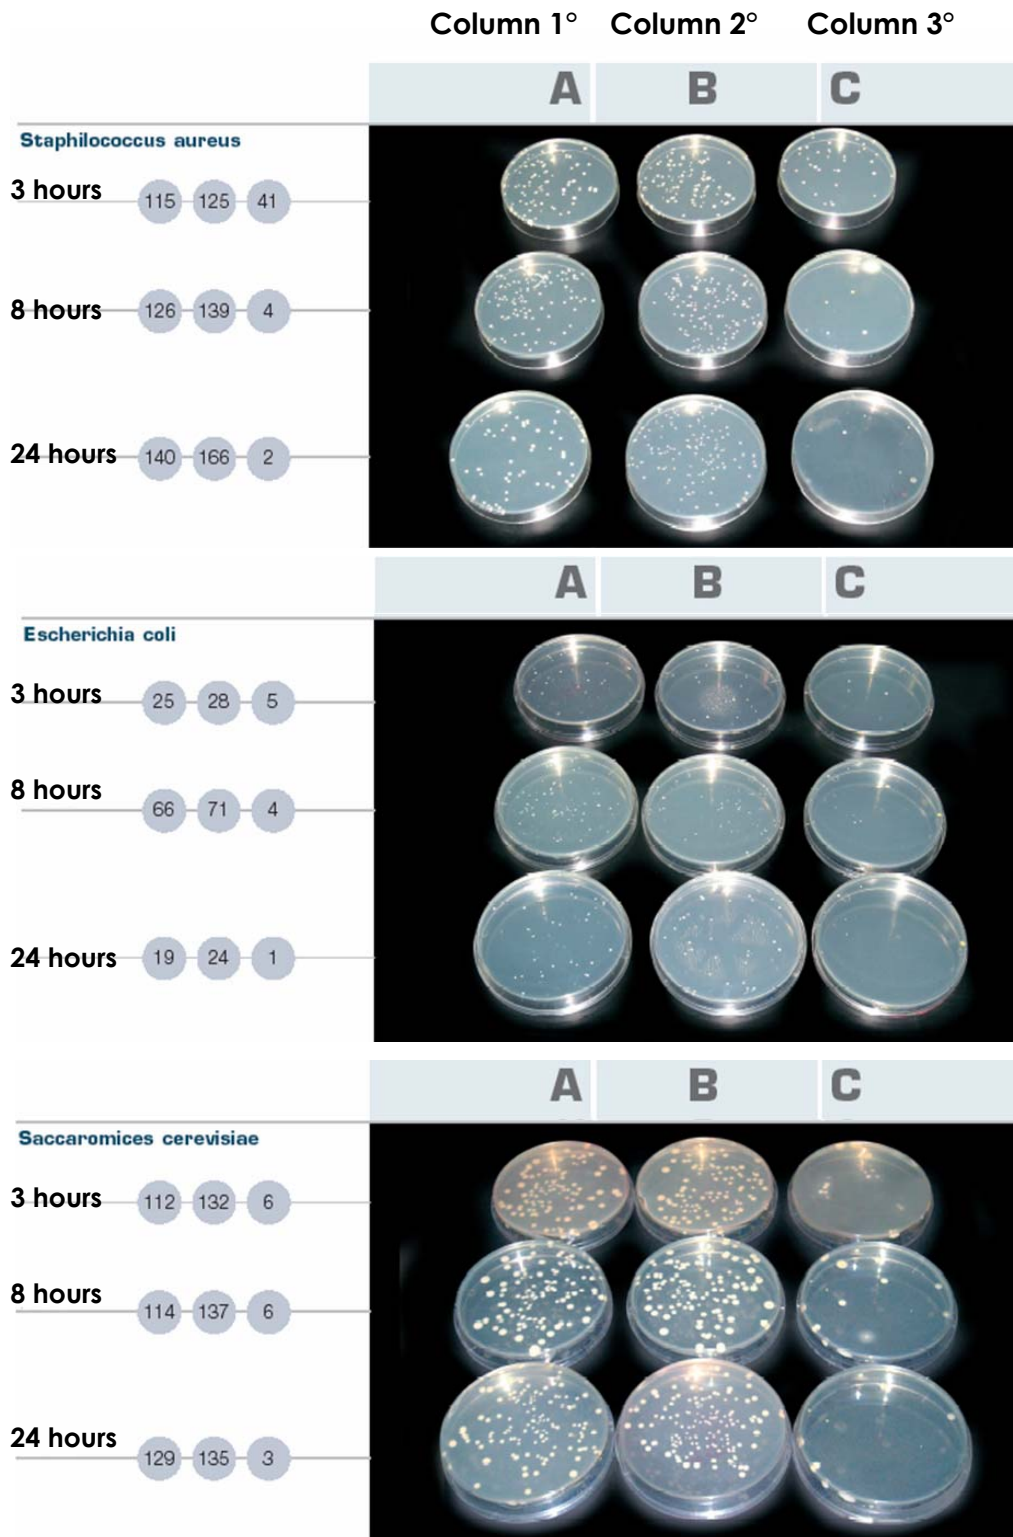 Column 1° Column 2° Column 3°
A B C
Staphilococcus aureus
3 hours 115 125 41
8 hours 126 139 4
24 hours 140 166 2
A B C
Escherichia coli
3 hours 25 28 5
8 hours 66 71 4
24 hours 19 24 1
A B C
Saccaromices cerevisiae
3 hours 112 132 6
8 hours 114 137 6
24 hours 129 135 3